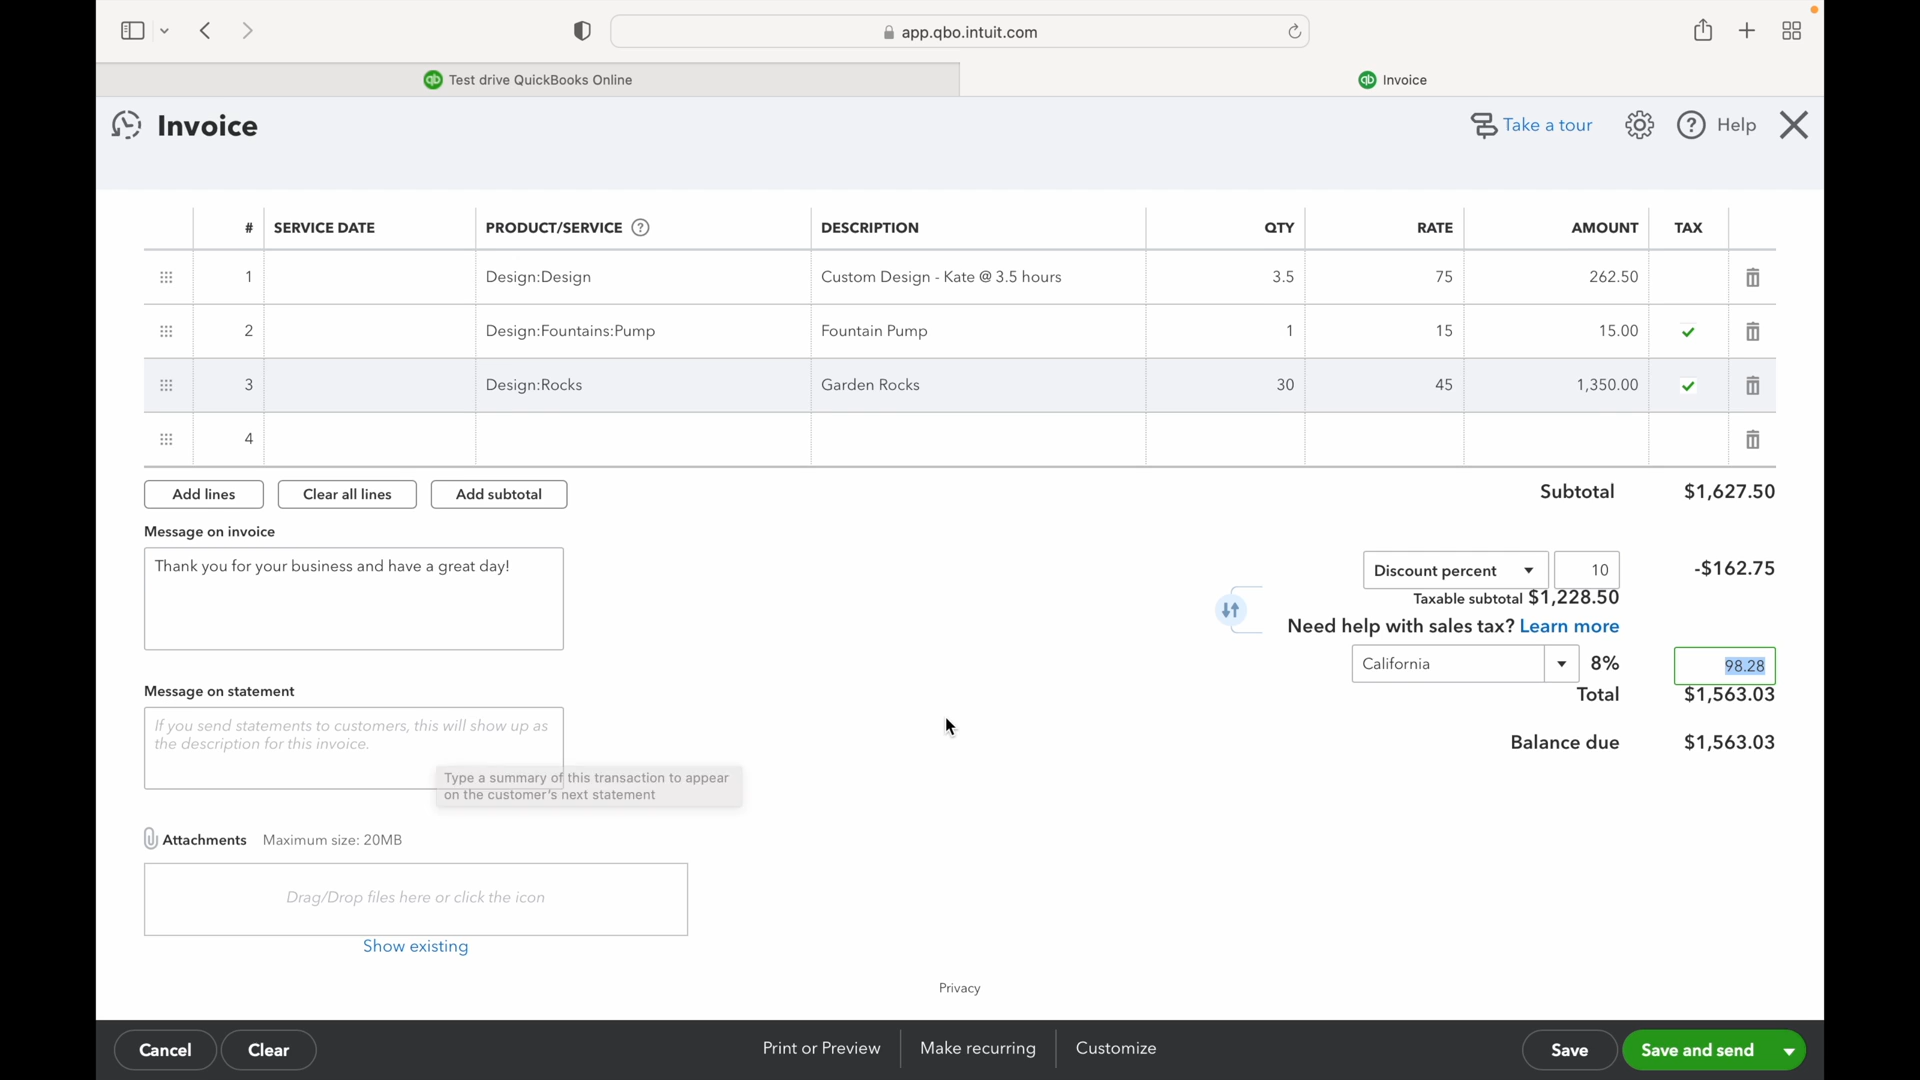 app.qbo.intuit.com
Test drive QuickBooks Online
Invoice
Invoice
Take a tour
Help
# SERVICE DATE PRODUCT/SERVICE ? DESCRIPTION QTY RATE AMOUNT TAX
1 Design:Design Custom Design - Kate @ 3.5 hours 3.5 75 262.50
2 Design:Fountains:Pump Fountain Pump 1 15 15.00
3 Design:Rocks Garden Rocks 30 45 1,350.00
4
Add lines Clear all lines Add subtotal
Subtotal $1,627.50
Message on invoice
Thank you for your business and have a great day!
Discount percent 10 -$162.75
Taxable subtotal $1,228.50
Need help with sales tax? Learn more
California 8% 98.28
Total $1,563.03
Balance due $1,563.03
Message on statement
If you send statements to customers, this will show up as
the description for this invoice.
Type a summary of this transaction to appear
on the customer's next statement
Attachments Maximum size: 20MB
Drag/Drop files here or click the icon
Show existing
Privacy
Cancel Clear Print or Preview Make recurring Customize Save Save and send